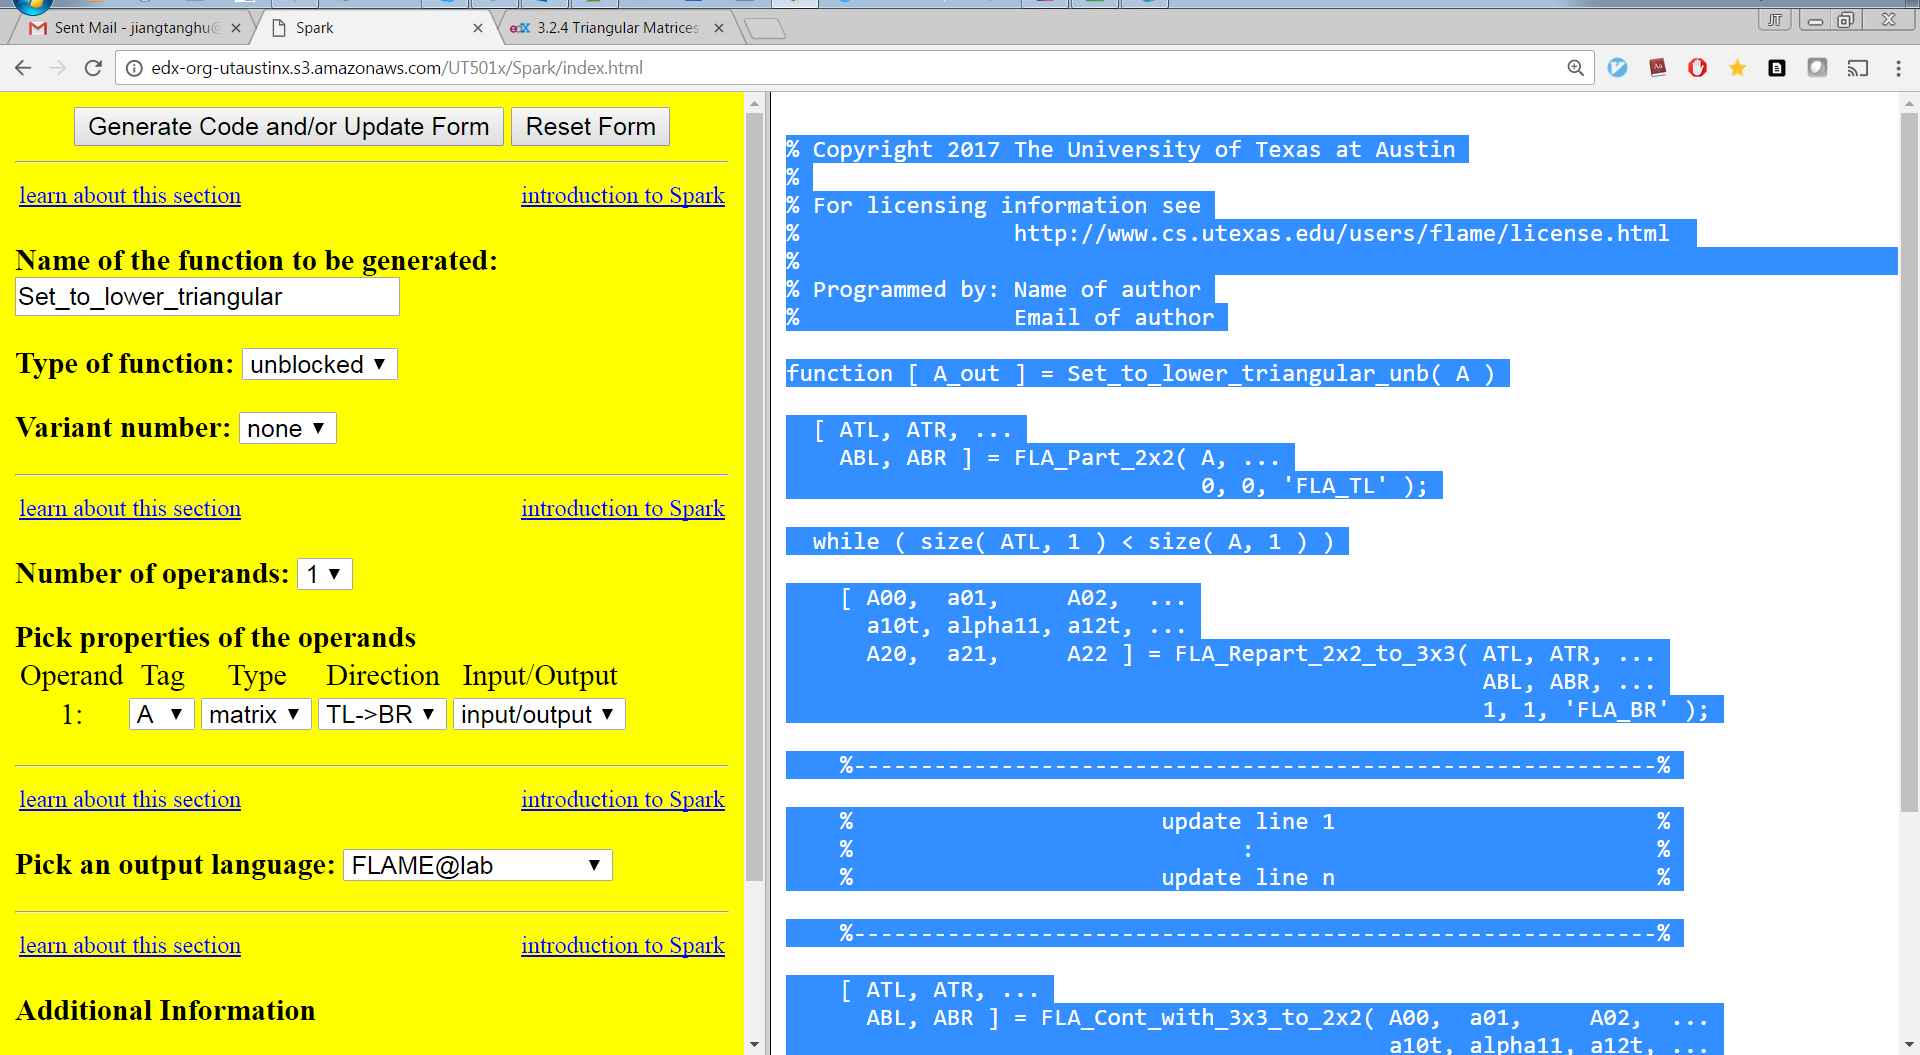 Sent Mail - jiangtanghu@
Spark
edX 3.2.4 Triangular Matrices
JT
edx-org-utaustinx.s3.amazonaws.com/UT501x/Spark/index.html
Generate Code and/or Update Form
Reset Form
learn about this section
introduction to Spark
Name of the function to be generated:
Set_to_lower_triangular
Type of function: unblocked
Variant number: none
learn about this section
introduction to Spark
Number of operands: 1
Pick properties of the operands
Operand Tag Type Direction Input/Output
1: A matrix TL->BR input/output
learn about this section
introduction to Spark
Pick an output language: FLAME@lab
learn about this section
introduction to Spark
Additional Information
% Copyright 2017 The University of Texas at Austin
%
% For licensing information see
%                http://www.cs.utexas.edu/users/flame/license.html
%
% Programmed by: Name of author
%                Email of author
function [ A_out ] = Set_to_lower_triangular_unb( A )
  [ ATL, ATR, ...
    ABL, ABR ] = FLA_Part_2x2( A, ...
                               0, 0, 'FLA_TL' );
  while ( size( ATL, 1 ) < size( A, 1 ) )
    [ A00,  a01,     A02,  ...
      a10t, alpha11, a12t, ...
      A20,  a21,     A22 ] = FLA_Repart_2x2_to_3x3( ATL, ATR, ...
                                                    ABL, ABR, ...
                                                    1, 1, 'FLA_BR' );
    %------------------------------------------------------------%
    %                       update line 1                        %
    %                             :                              %
    %                       update line n                        %
    %------------------------------------------------------------%
    [ ATL, ATR, ...
      ABL, ABR ] = FLA_Cont_with_3x3_to_2x2( A00,  a01,     A02,  ...
                                             a10t, alpha11, a12t, ...